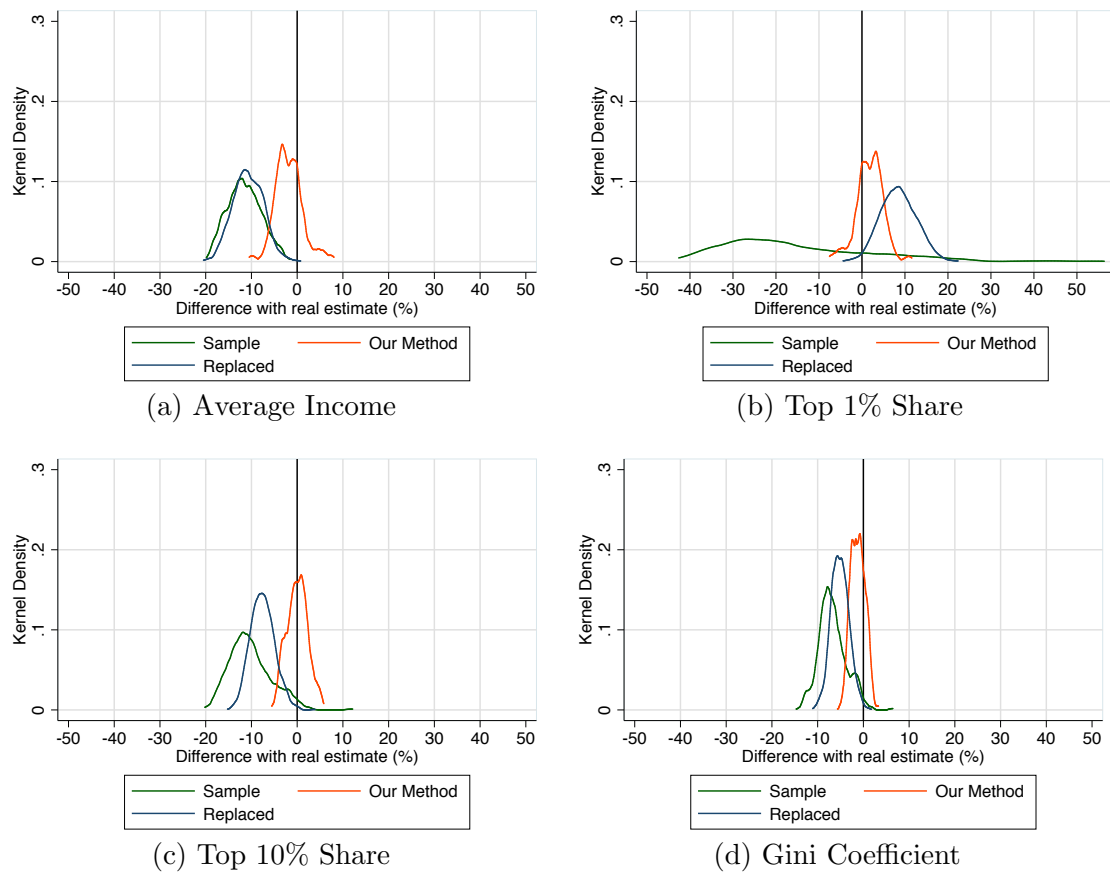 Kernel Density
.3
.2
.1
0
-50 -40 -30 -20 -10 0 10 20 30 40 50
Difference with real estimate (%)
Sample Our Method
Replaced
(a) Average Income
Kernel Density
.3
.2
.1
0
-50 -40 -30 -20 -10 0 10 20 30 40 50
Difference with real estimate (%)
Sample Our Method
Replaced
(b) Top 1% Share
Kernel Density
.3
.2
.1
0
-50 -40 -30 -20 -10 0 10 20 30 40 50
Difference with real estimate (%)
Sample Our Method
Replaced
(c) Top 10% Share
Kernel Density
.3
.2
.1
0
-50 -40 -30 -20 -10 0 10 20 30 40 50
Difference with real estimate (%)
Sample Our Method
Replaced
(d) Gini Coefficient